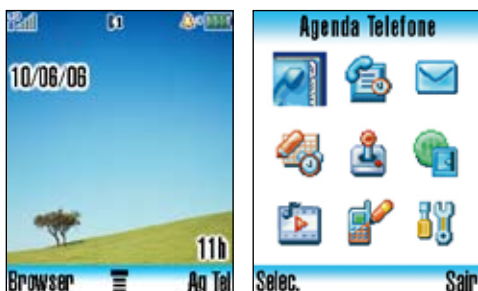 10/06/06
11h
Browser Ag Tel
Agenda Telefone
Selec. Sair